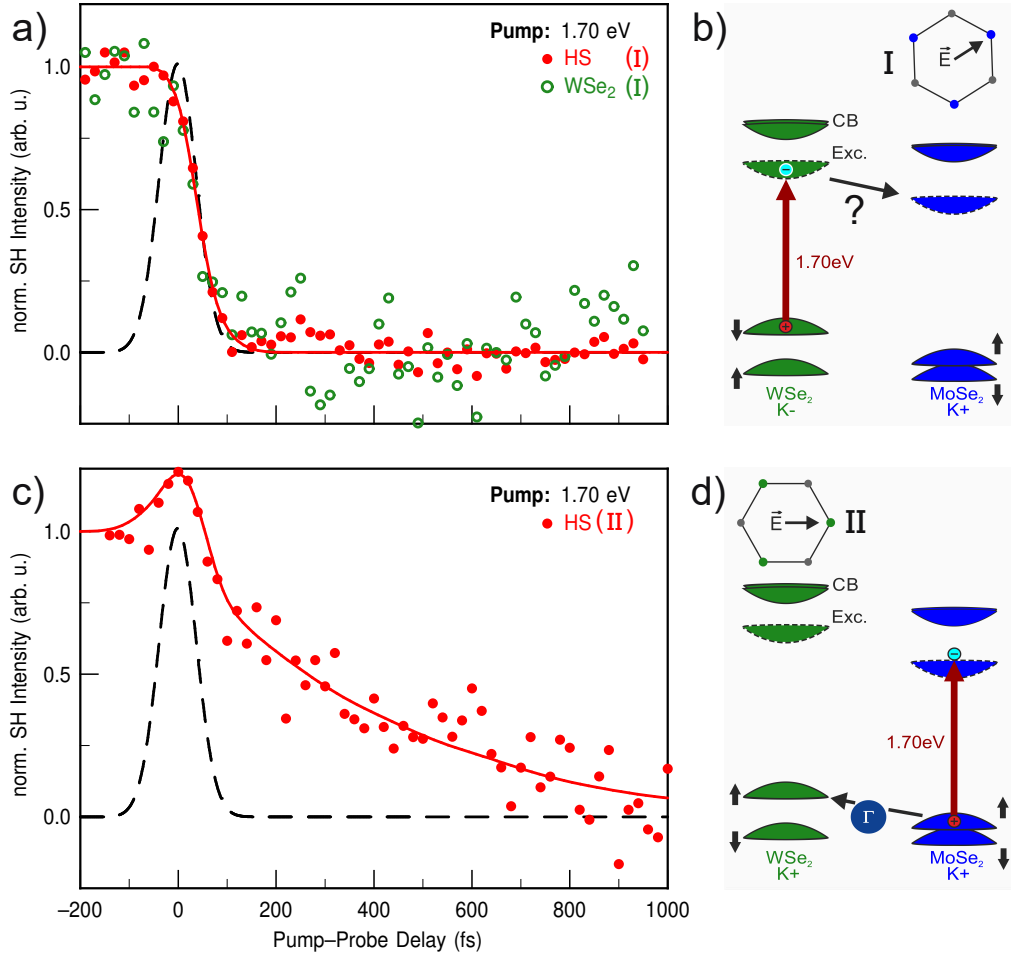 a)
Pump: 1.70 eV
HS (I)
WSe₂ (I)
norm. SH Intensity (arb. u.)
1.0
0.5
0.0
b)
I
E⃗
CB
Exc.
−
?
1.70eV
+
WSe₂
K-
MoSe₂
K+
c)
Pump: 1.70 eV
HS (II)
norm. SH Intensity (arb. u.)
1.0
0.5
0.0
−200 0 200 400 600 800 1000
Pump–Probe Delay (fs)
d)
E⃗
II
CB
Exc.
−
1.70eV
Γ
+
WSe₂
K+
MoSe₂
K+